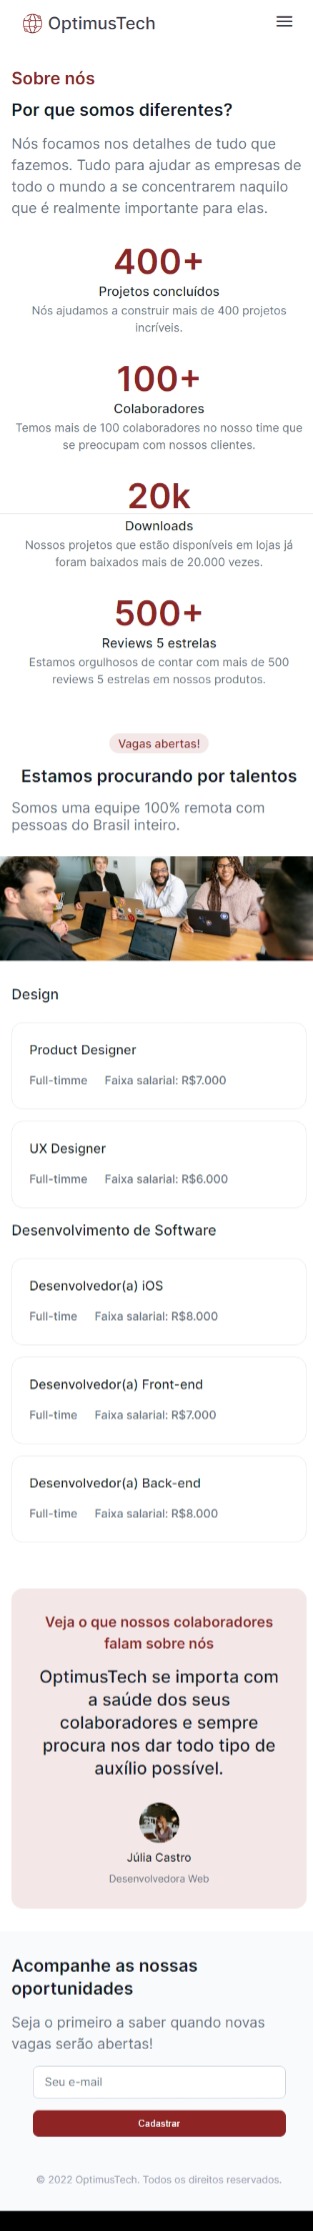 OptimusTech
Sobre nós
Por que somos diferentes?
Nós focamos nos detalhes de tudo que
fazemos. Tudo para ajudar as empresas de
todo o mundo a se concentrarem naquilo
que é realmente importante para elas.
400+
Projetos concluídos
Nós ajudamos a construir mais de 400 projetos
incríveis.
100+
Colaboradores
Temos mais de 100 colaboradores no nosso time que
se preocupam com nossos clientes.
20k
Downloads
Nossos projetos que estão disponíveis em lojas já
foram baixados mais de 20.000 vezes.
500+
Reviews 5 estrelas
Estamos orgulhosos de contar com mais de 500
reviews 5 estrelas em nossos produtos.
Vagas abertas!
Estamos procurando por talentos
Somos uma equipe 100% remota com
pessoas do Brasil inteiro.
Design
Product Designer
Full-timme Faixa salarial: R$7.000
UX Designer
Full-timme Faixa salarial: R$6.000
Desenvolvimento de Software
Desenvolvedor(a) iOS
Full-time Faixa salarial: R$8.000
Desenvolvedor(a) Front-end
Full-time Faixa salarial: R$7.000
Desenvolvedor(a) Back-end
Full-time Faixa salarial: R$8.000
Veja o que nossos colaboradores
falam sobre nós
OptimusTech se importa com
a saúde dos seus
colaboradores e sempre
procura nos dar todo tipo de
auxílio possível.
Júlia Castro
Desenvolvedora Web
Acompanhe as nossas
oportunidades
Seja o primeiro a saber quando novas
vagas serão abertas!
Seu e-mail
Cadastrar
© 2022 OptimusTech. Todos os direitos reservados.